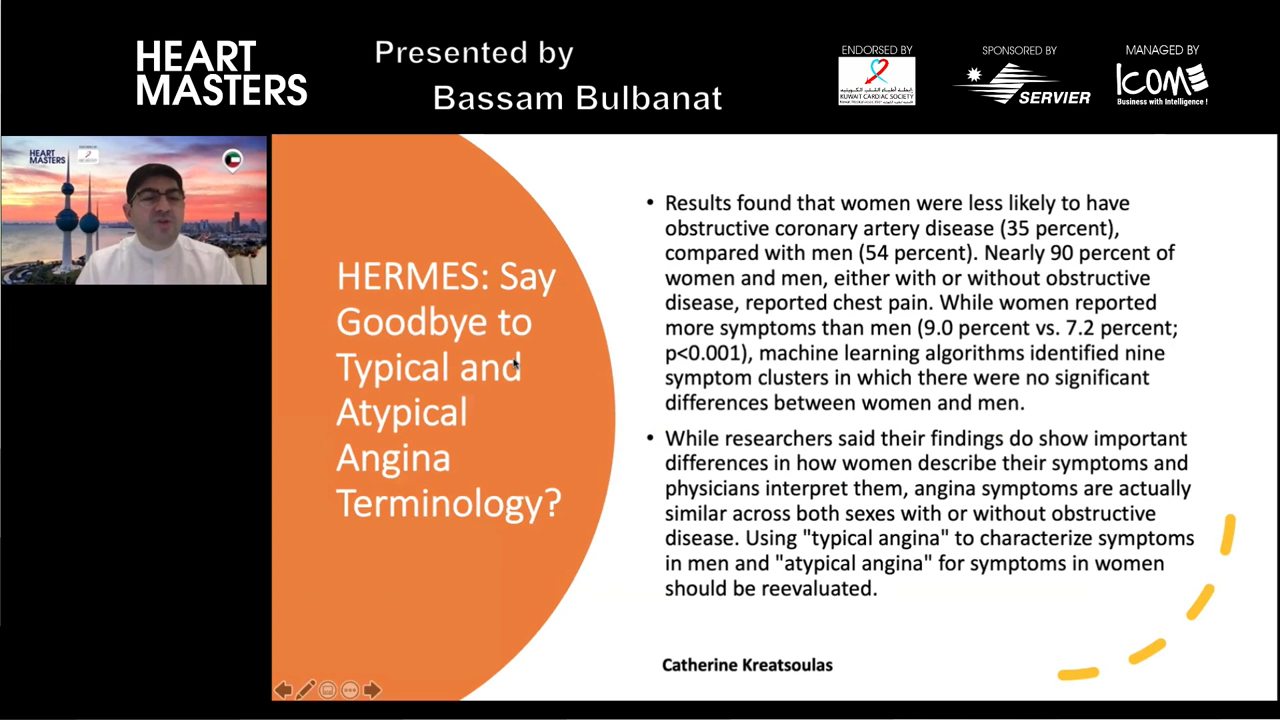 HEART
MASTERS
Presented by
Bassam Bulbanat
ENDORSED BY
KUWAIT CARDIAC SOCIETY
SPONSORED BY
SERVIER
MANAGED BY
ICOME
Business with Intelligence !
HEART
MASTERS
HERMES: Say
Goodbye to
Typical and
Atypical
Angina
Terminology?
• Results found that women were less likely to have
obstructive coronary artery disease (35 percent),
compared with men (54 percent). Nearly 90 percent of
women and men, either with or without obstructive
disease, reported chest pain. While women reported
more symptoms than men (9.0 percent vs. 7.2 percent;
p<0.001), machine learning algorithms identified nine
symptom clusters in which there were no significant
differences between women and men.
• While researchers said their findings do show important
differences in how women describe their symptoms and
physicians interpret them, angina symptoms are actually
similar across both sexes with or without obstructive
disease. Using "typical angina" to characterize symptoms
in men and "atypical angina" for symptoms in women
should be reevaluated.
Catherine Kreatsoulas